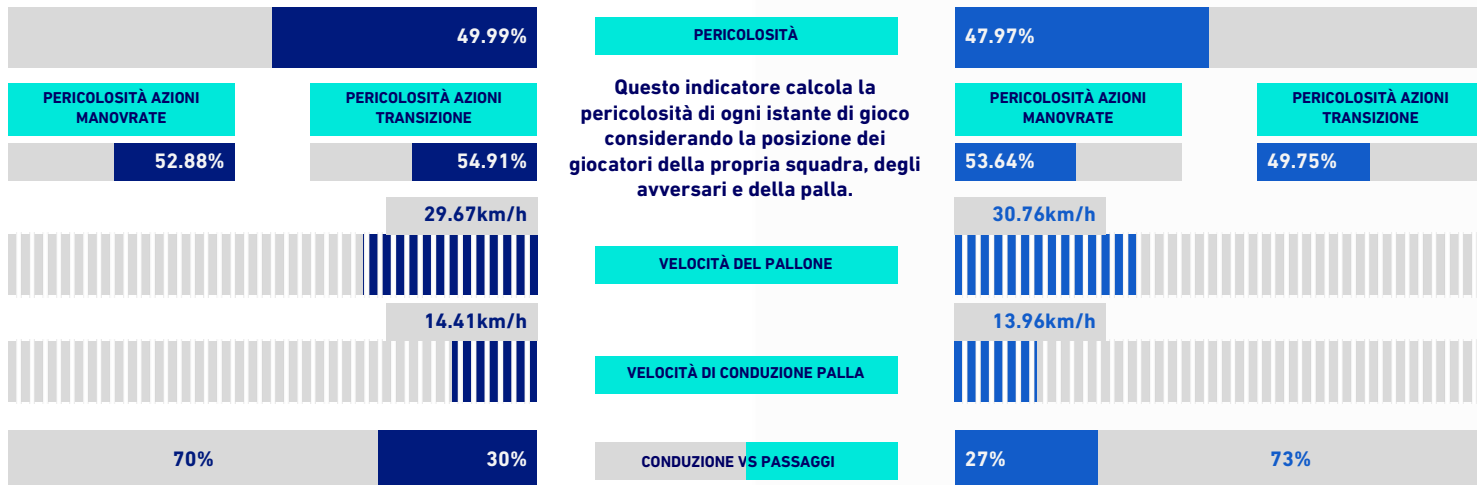 49.99%
PERICOLOSITÀ
47.97%
PERICOLOSITÀ AZIONI
MANOVRATE
PERICOLOSITÀ AZIONI
TRANSIZIONE
Questo indicatore calcola la
pericolosità di ogni istante di gioco
considerando la posizione dei
giocatori della propria squadra, degli
avversari e della palla.
PERICOLOSITÀ AZIONI
MANOVRATE
PERICOLOSITÀ AZIONI
TRANSIZIONE
52.88%
54.91%
53.64%
49.75%
29.67km/h
VELOCITÀ DEL PALLONE
30.76km/h
14.41km/h
VELOCITÀ DI CONDUZIONE PALLA
13.96km/h
70%
30%
CONDUZIONE VS PASSAGGI
27%
73%